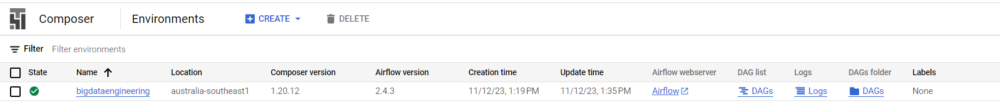 Composer Environments CREATE DELETE
Filter Filter environments
State Name Location Composer version Airflow version Creation time Update time Airflow webserver DAG list Logs DAGs folder Labels
bigdataengineering australia-southeast1 1.20.12 2.4.3 11/12/23, 1:19 PM 11/12/23, 1:35 PM Airflow DAGs Logs DAGs None